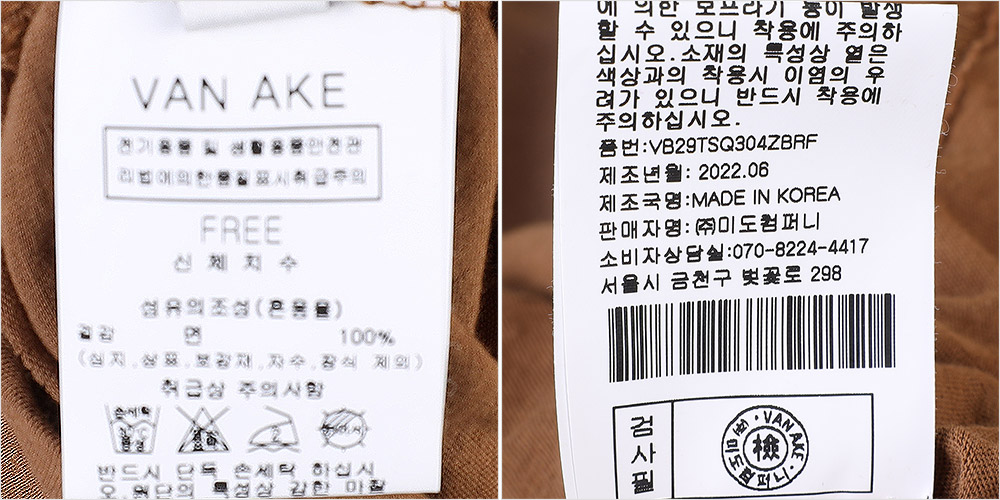 VAN AKE
전기용품 및 생활용품안전관
리법에의한품질표시취급주의
FREE
신 체 치 수
섬유의조성(혼용률)
겉감 면 100%
(심지,상표,보강재,자수,장식 제외)
취급상 주의사항
손세탁
반드시 단독 손세탁 하십시
오.원단의 특성상 강한 마찰
에 의한 보프라기 등이 발생
할 수 있으니 착용에 주의하
십시오.소재의 특성상 옅은
색상과의 착용시 이염의 우
려가 있으니 반드시 착용에
주의하십시오.
품번:VB29TSQ304ZBRF
제조년월: 2022.06
제조국명:MADE IN KOREA
판매자명: ㈜미도컴퍼니
소비자상담실:070-8224-4417
서울시 금천구 벚꽃로 298
검사필
VAN AKE
㈜미도컴퍼니
檢